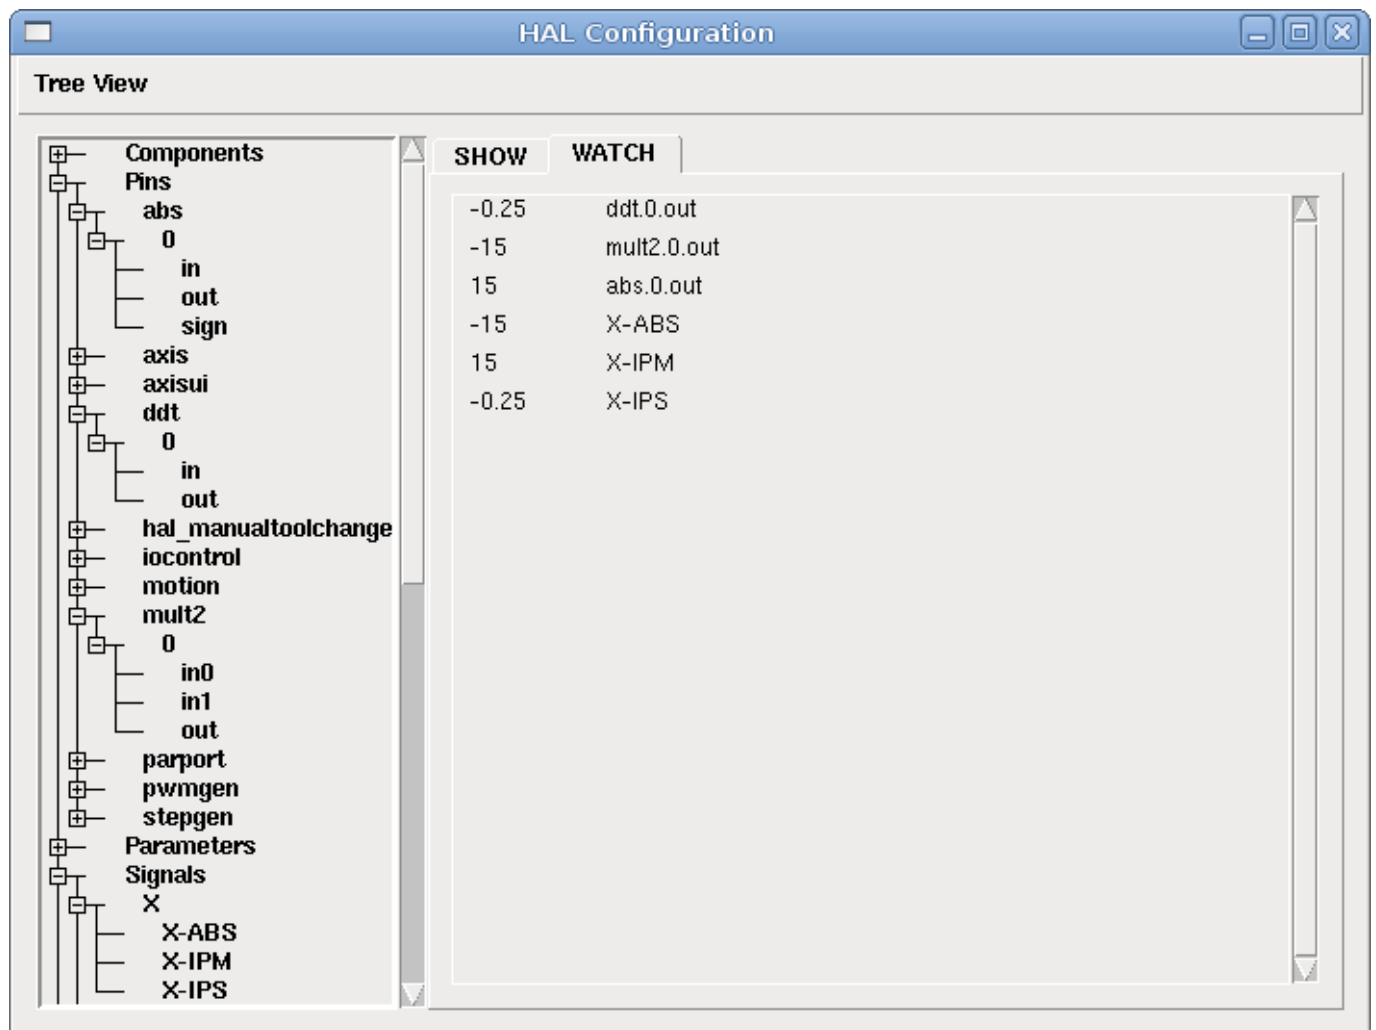 HAL Configuration
Tree View
Components
Pins
abs
0
in
out
sign
axis
axisui
ddt
0
in
out
hal_manualtoolchange
iocontrol
motion
mult2
0
in0
in1
out
parport
pwmgen
stepgen
Parameters
Signals
X
X-ABS
X-IPM
X-IPS
SHOW WATCH
-0.25 ddt.0.out
-15 mult2.0.out
15 abs.0.out
-15 X-ABS
15 X-IPM
-0.25 X-IPS